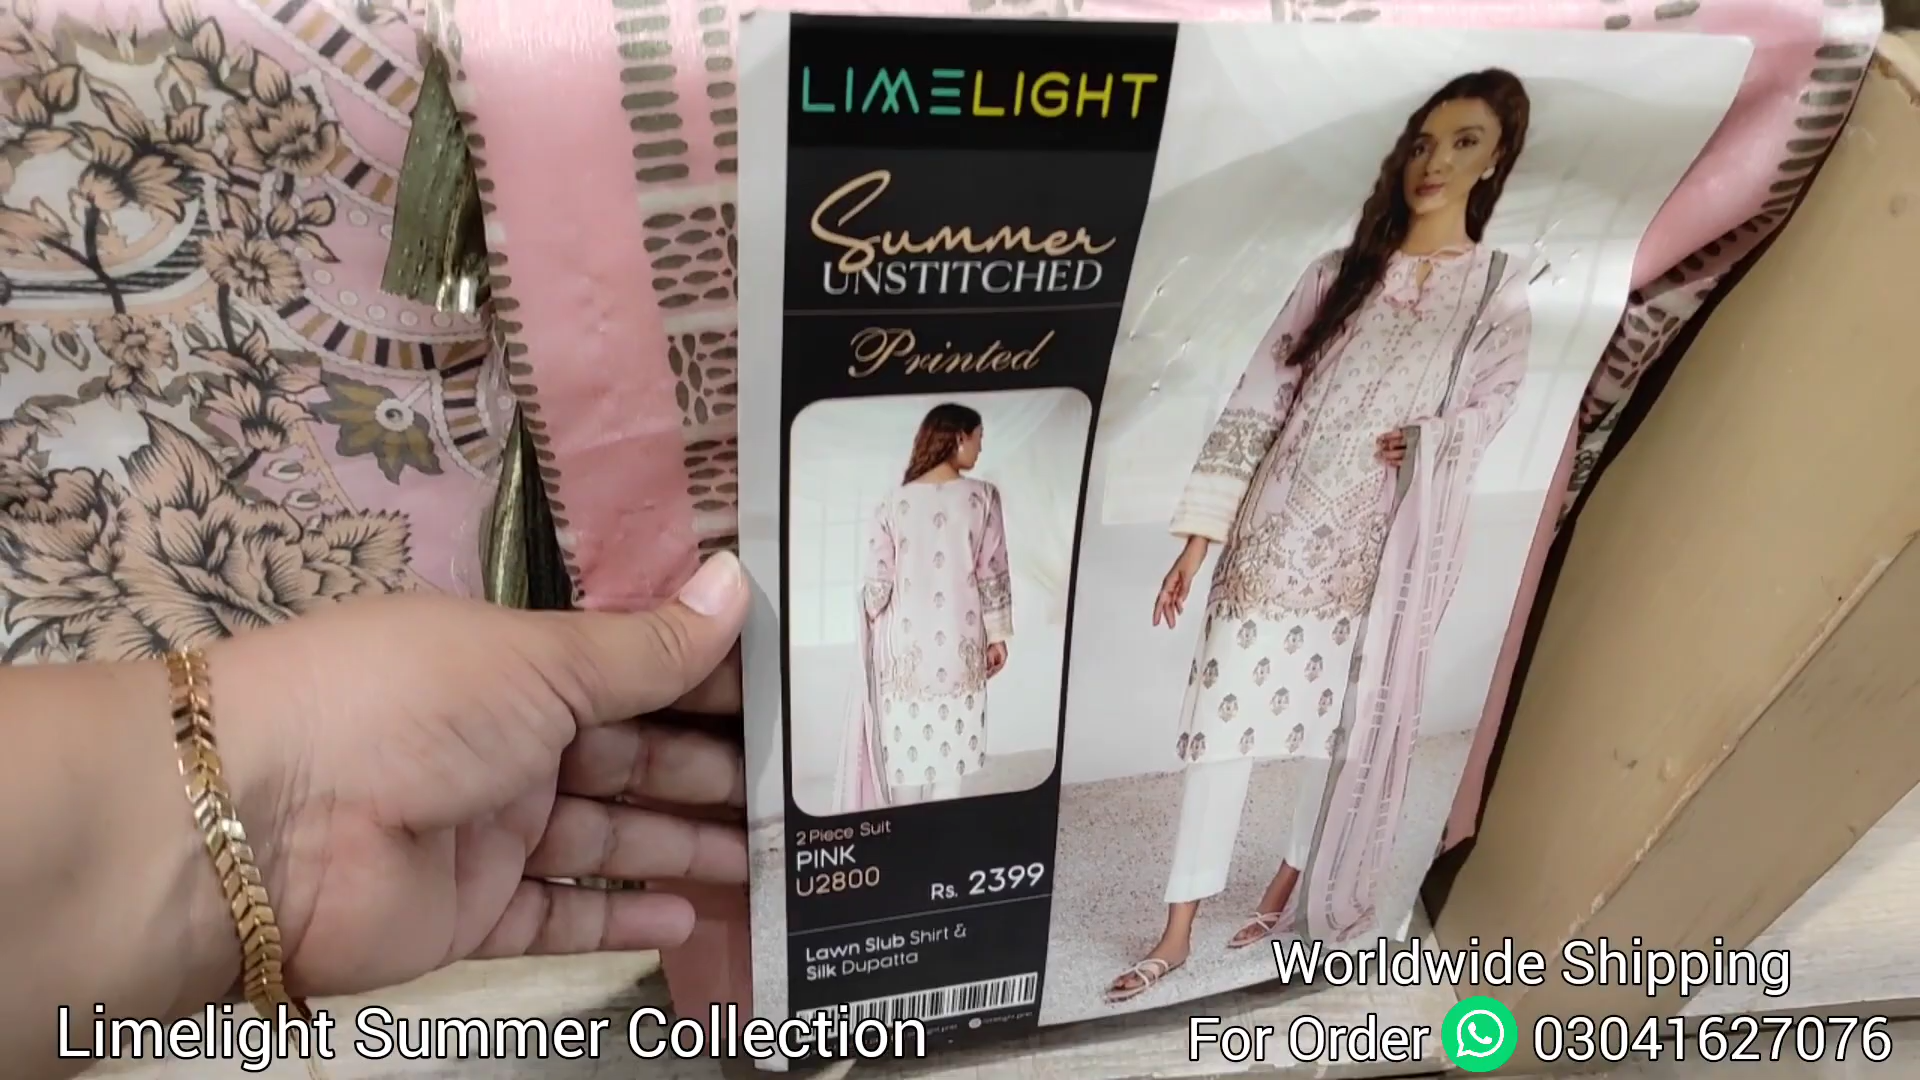 LIMELIGHT
Summer
UNSTITCHED
Printed
2 Piece Suit
PINK
U2800
Rs. 2399
Lawn Slub Shirt &
Silk Dupatta
Limelight Summer Collection
Worldwide Shipping
For Order 03041627076